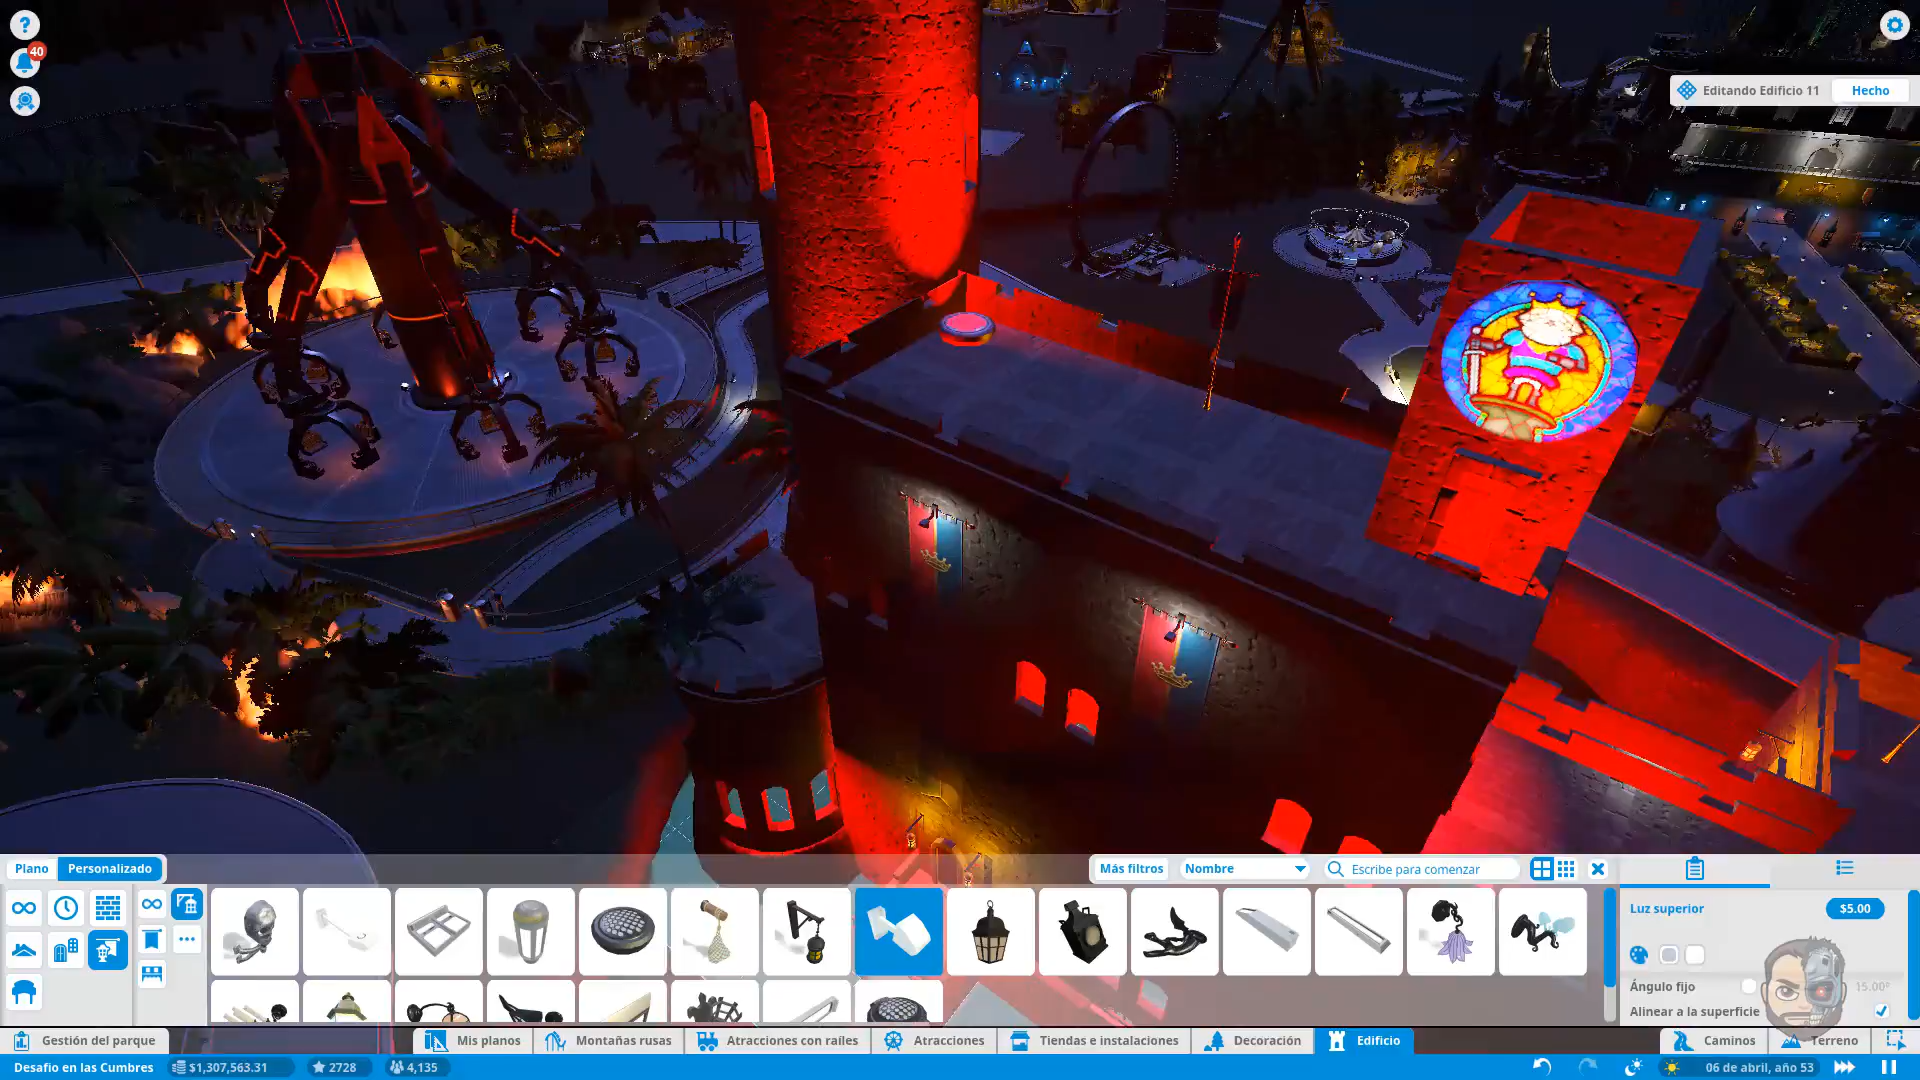 ?
40
Editando Edificio 11
Hecho
Plano
Personalizado
Más filtros
Nombre
Escribe para comenzar
Luz superior
$5.00
Ángulo fijo
15.00°
Alinear a la superficie
Gestión del parque
Mis planos
Montañas rusas
Atracciones con raíles
Atracciones
Tiendas e instalaciones
Decoración
Edificio
Caminos
Terreno
Desafío en las Cumbres
$1,307,563.31
2728
4,135
06 de abril, año 53